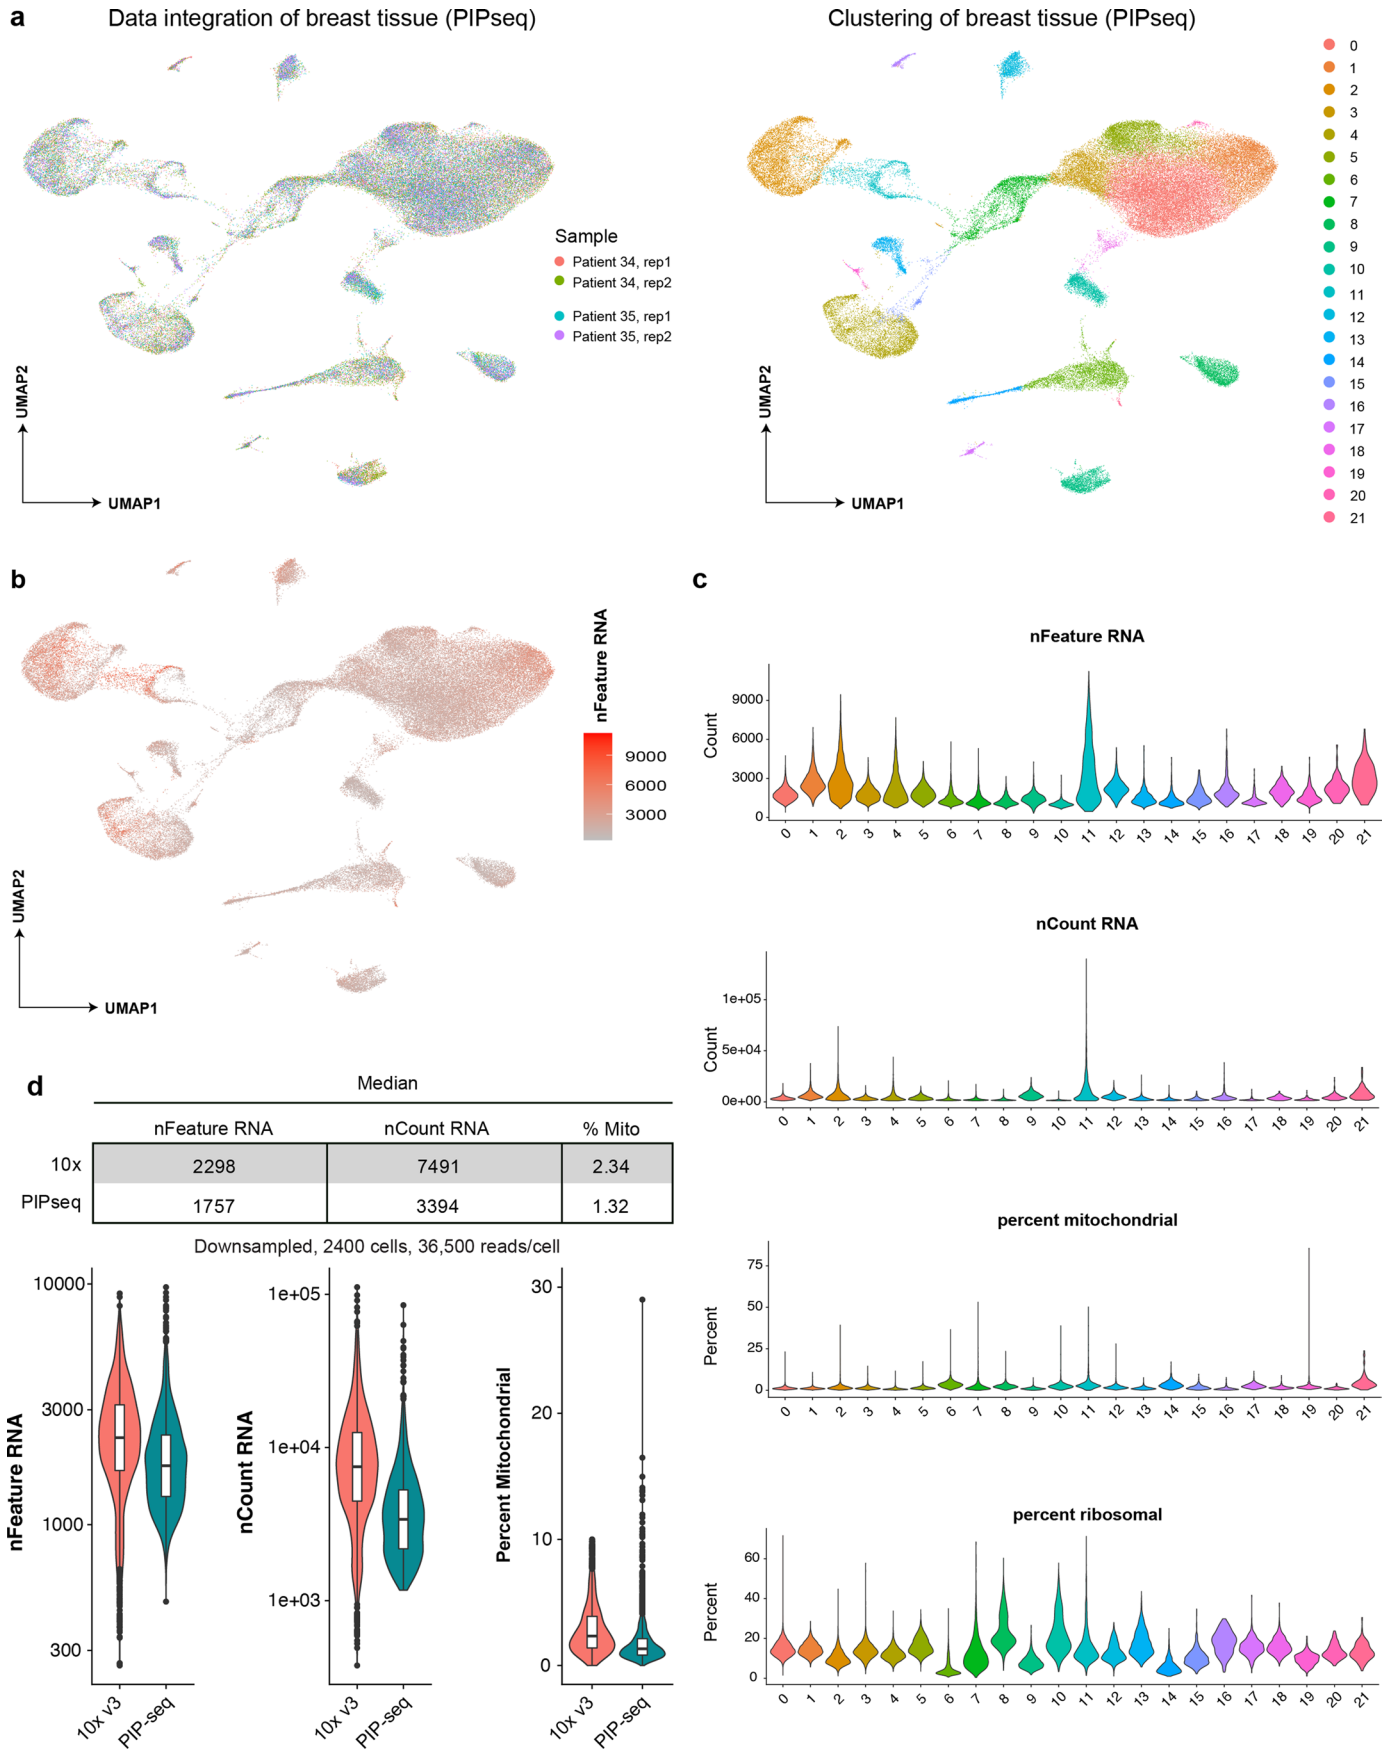 a
Data integration of breast tissue (PIPseq)
Clustering of breast tissue (PIPseq)
Sample
Patient 34, rep1
Patient 34, rep2
Patient 35, rep1
Patient 35, rep2
UMAP2
UMAP1
UMAP2
UMAP1
0
1
2
3
4
5
6
7
8
9
10
11
12
13
14
15
16
17
18
19
20
21
b
nFeature RNA
9000
6000
3000
UMAP2
UMAP1
c
nFeature RNA
Count
9000
6000
3000
0
0 1 2 3 4 5 6 7 8 9 10 11 12 13 14 15 16 17 18 19 20 21
nCount RNA
Count
1e+05
5e+04
0e+00
0 1 2 3 4 5 6 7 8 9 10 11 12 13 14 15 16 17 18 19 20 21
percent mitochondrial
Percent
75
50
25
0
0 1 2 3 4 5 6 7 8 9 10 11 12 13 14 15 16 17 18 19 20 21
percent ribosomal
Percent
60
40
20
0
0 1 2 3 4 5 6 7 8 9 10 11 12 13 14 15 16 17 18 19 20 21
d
Median
nFeature RNA nCount RNA % Mito
10x 2298 7491 2.34
PIPseq 1757 3394 1.32
Downsampled, 2400 cells, 36,500 reads/cell
nFeature RNA
10000
3000
1000
300
10x v3 PIP-seq
nCount RNA
1e+05
1e+04
1e+03
10x v3 PIP-seq
Percent Mitochondrial
30
20
10
0
10x v3 PIP-seq